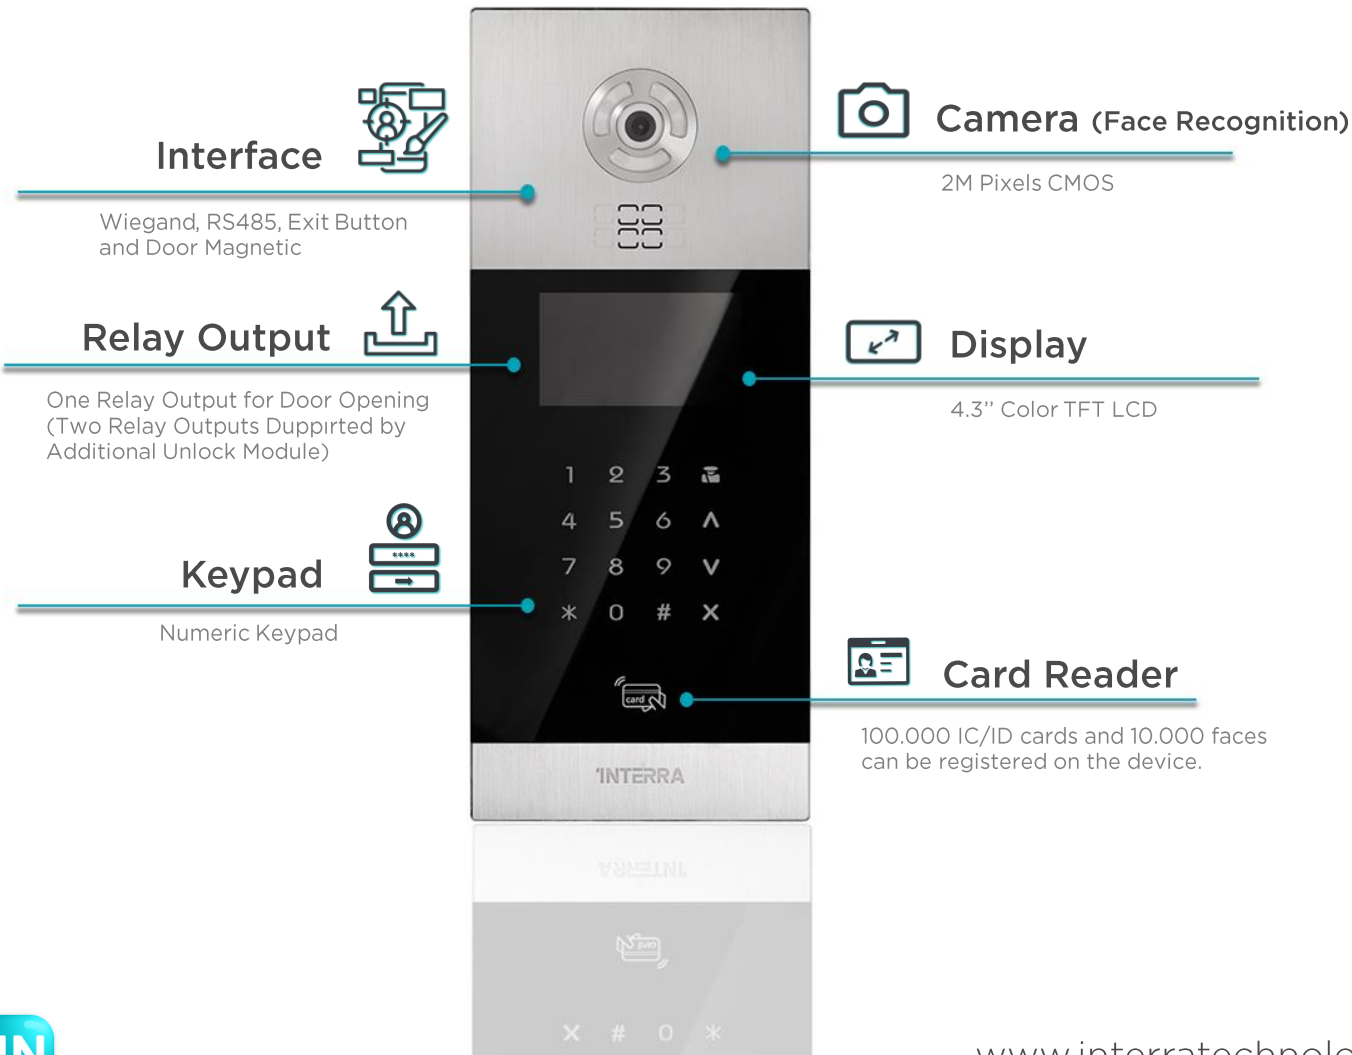 Interface
Wiegand, RS485, Exit Button
and Door Magnetic
Relay Output
One Relay Output for Door Opening
(Two Relay Outputs Duppırted by
Additional Unlock Module)
Keypad
****
Numeric Keypad
Camera (Face Recognition)
2M Pixels CMOS
Display
4.3’’ Color TFT LCD
Card Reader
100.000 IC/ID cards and 10.000 faces
can be registered on the device.
1 2 3
4 5 6
7 8 9
* 0 # X
card
INTERRA
IN